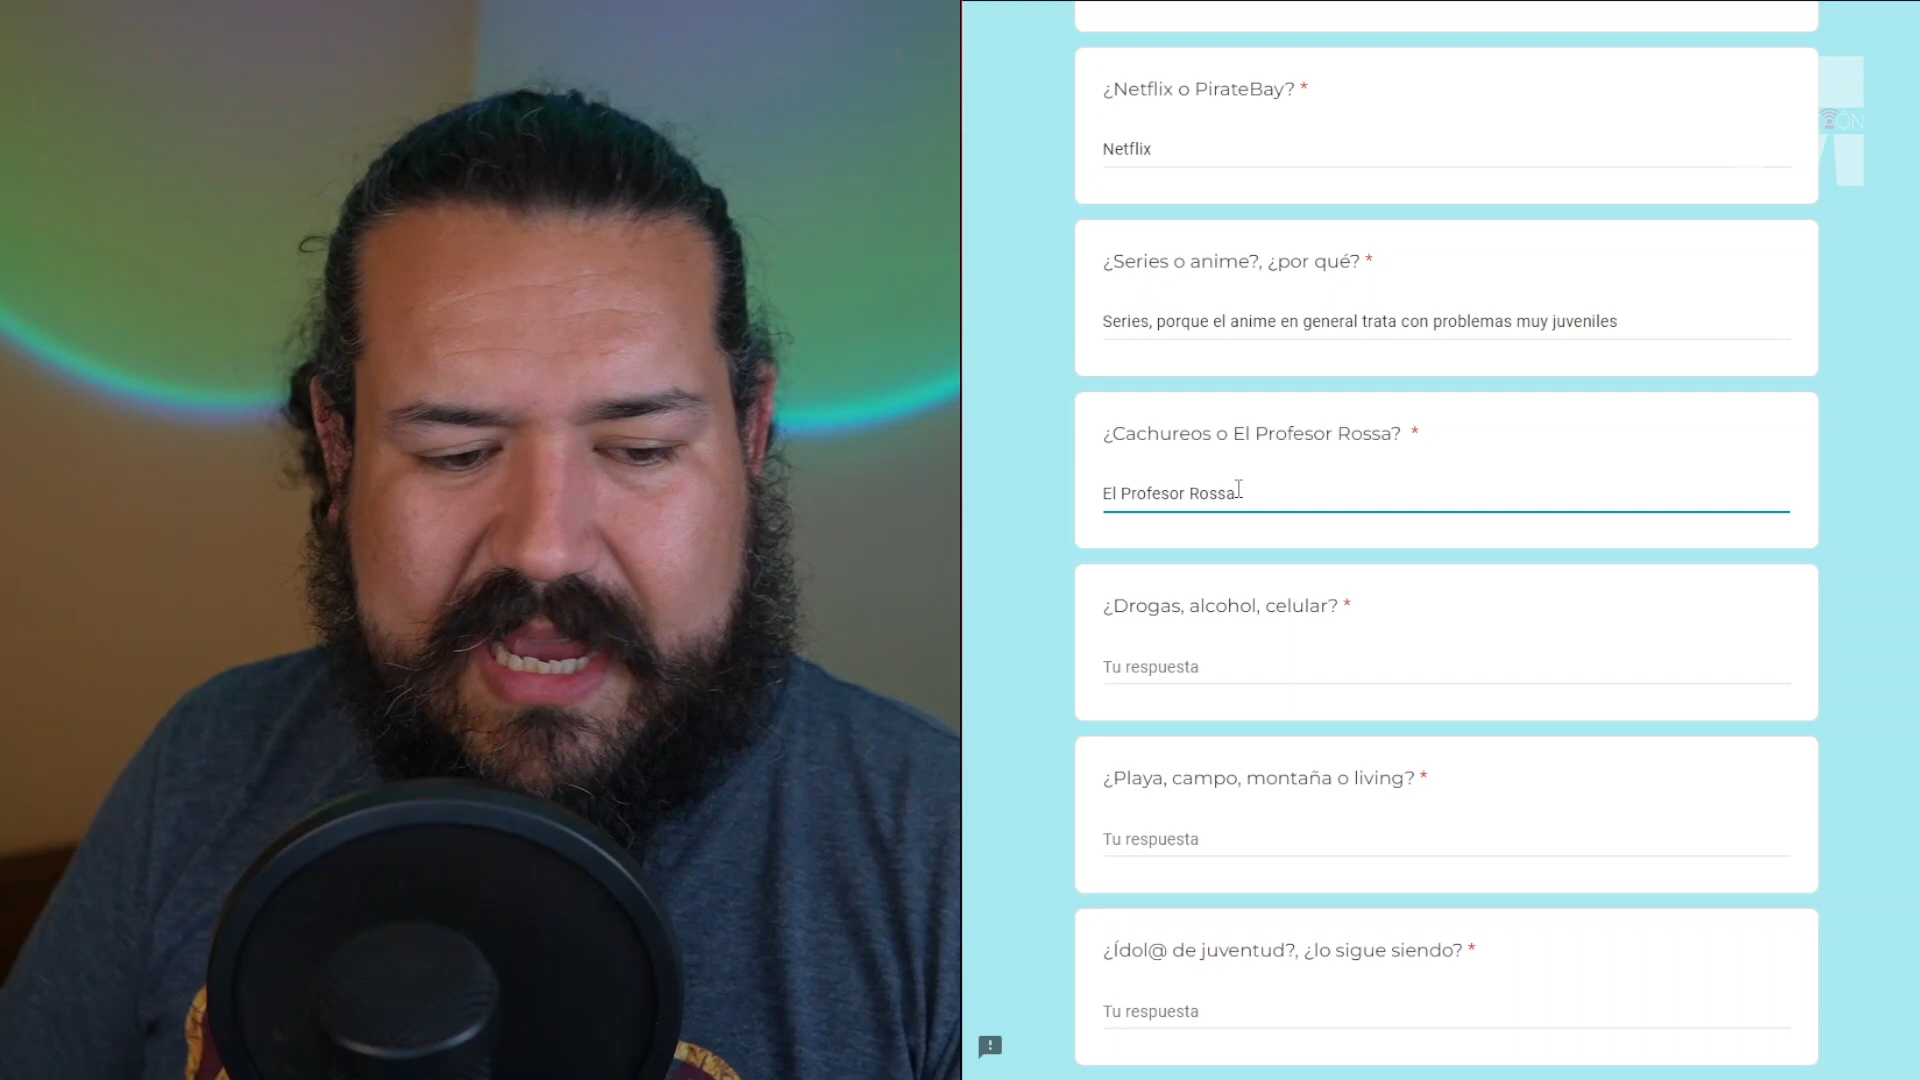 ¿Netflix o PirateBay? *
Netflix
¿Series o anime?, ¿por qué? *
Series, porque el anime en general trata con problemas muy juveniles
¿Cachureos o El Profesor Rossa? *
El Profesor Rossa
¿Drogas, alcohol, celular? *
Tu respuesta
¿Playa, campo, montaña o living? *
Tu respuesta
¿Ídol@ de juventud?, ¿lo sigue siendo? *
Tu respuesta